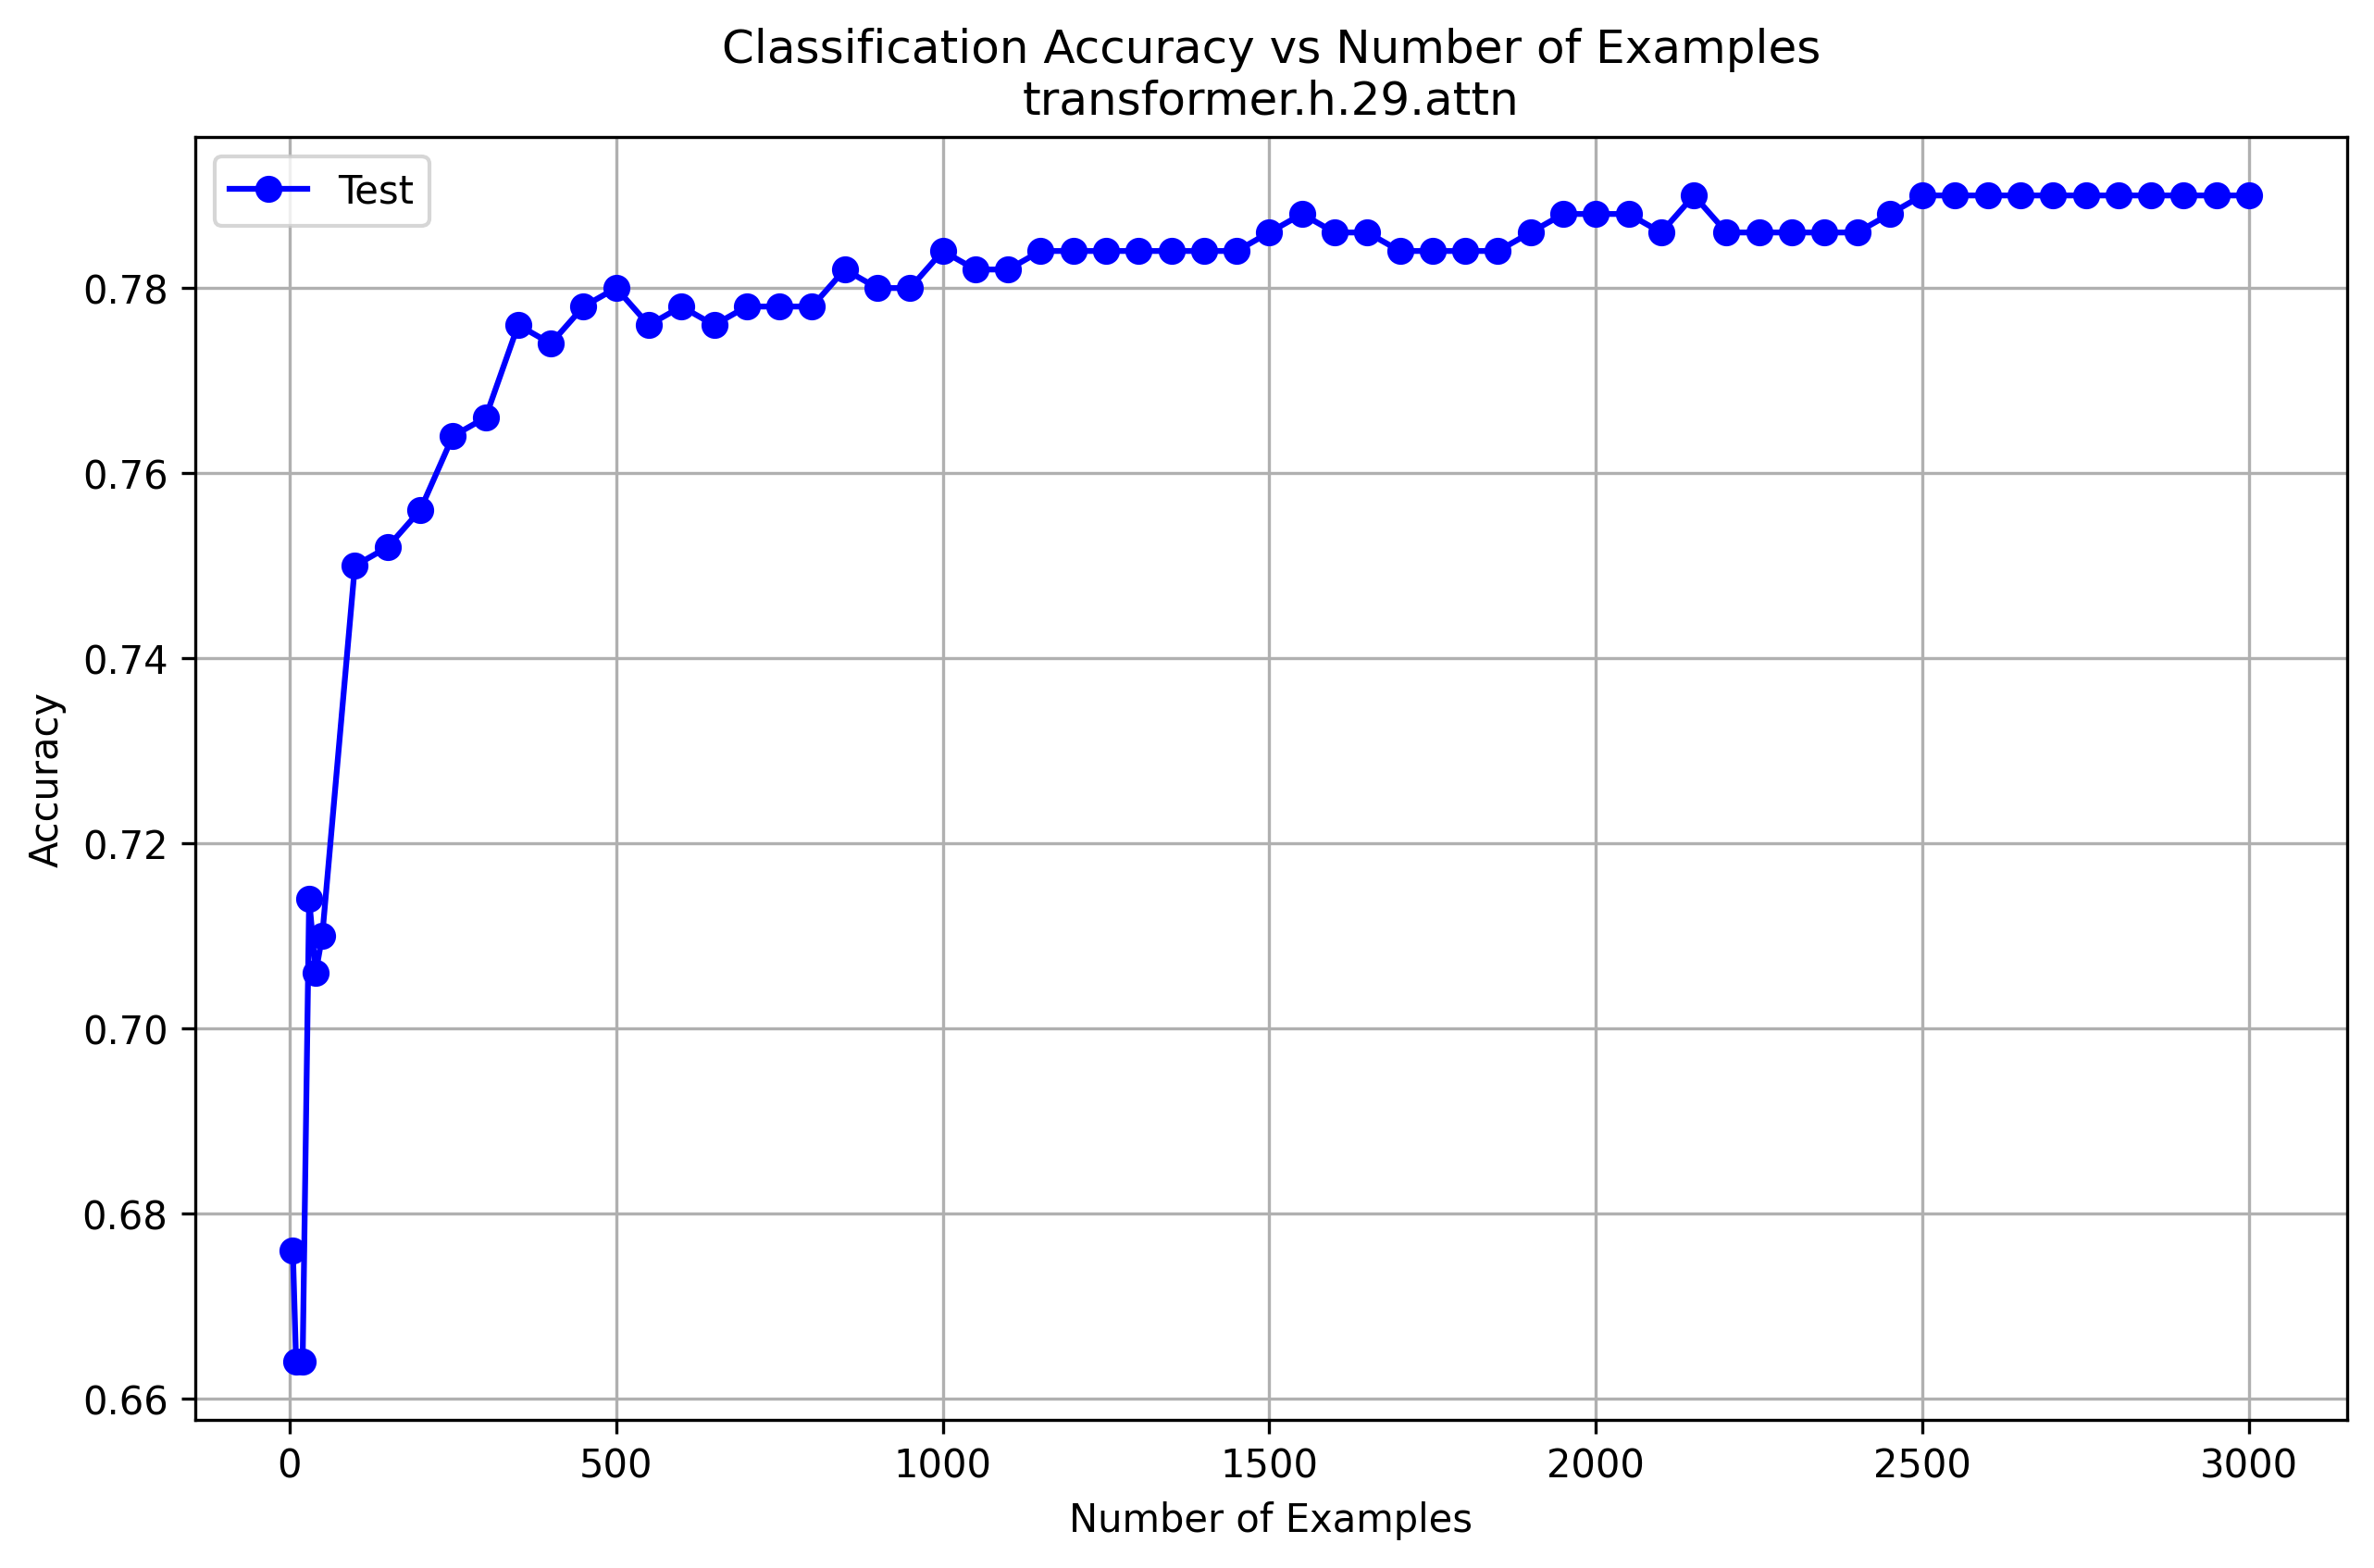 Classification Accuracy vs Number of Examples
transformer.h.29.attn
Test
Accuracy
0.78
0.76
0.74
0.72
0.70
0.68
0.66
0 500 1000 1500 2000 2500 3000
Number of Examples